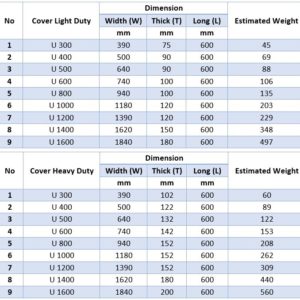 No Cover Light Duty Dimension Estimated Weight
Width (W) Thick (T) Long (L)
mm mm mm
1 U 300 390 75 600 45
2 U 400 500 90 600 69
3 U 500 640 90 600 88
4 U 600 740 100 600 106
5 U 800 940 100 600 135
6 U 1000 1180 120 600 203
7 U 1200 1390 120 600 229
8 U 1400 1620 150 600 348
9 U 1600 1840 180 600 497
No Cover Heavy Duty Dimension Estimated Weight
Width (W) Thick (T) Long (L)
mm mm mm
1 U 300 390 102 600 60
2 U 400 500 122 600 89
3 U 500 640 132 600 122
4 U 600 740 142 600 153
5 U 800 940 152 600 208
6 U 1000 1180 152 600 262
7 U 1200 1390 152 600 309
8 U 1400 1620 187 600 440
9 U 1600 1840 200 600 560